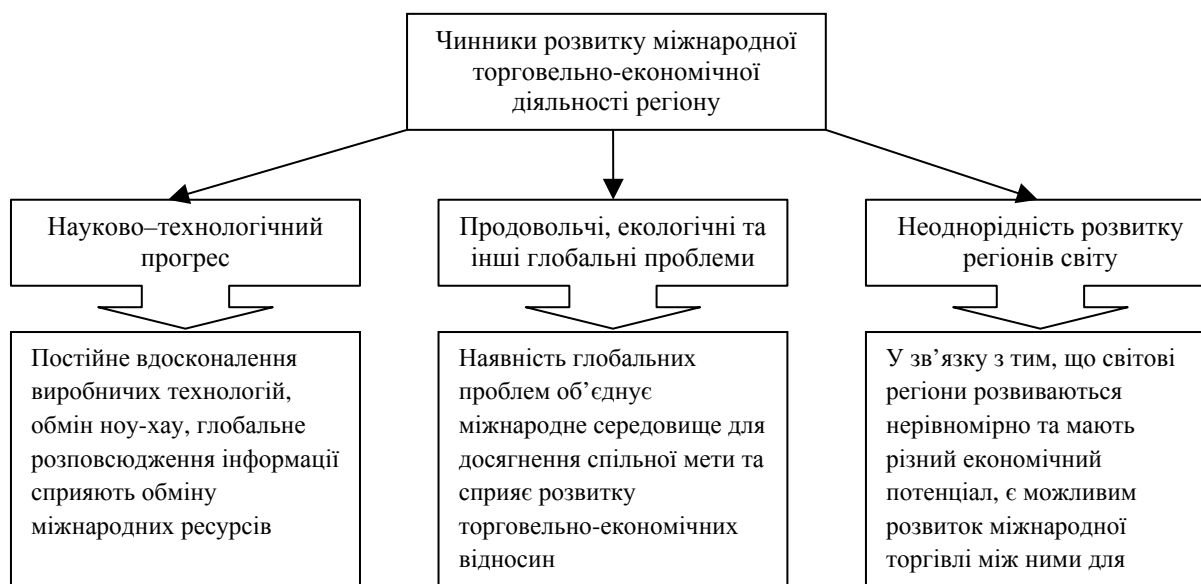 Чинники розвитку міжнародної
торговельно-економічної
діяльності регіону
Науково–технологічний
прогрес
Продовольчі, екологічні та
інші глобальні проблеми
Неоднорідність розвитку
регіонів світу
Постійне вдосконалення
виробничих технологій,
обмін ноу-хау, глобальне
розповсюдження інформації
сприяють обміну
міжнародних ресурсів
Наявність глобальних
проблем об’єднує
міжнародне середовище для
досягнення спільної мети та
сприяє розвитку
торговельно-економічних
відносин
У зв’язку з тим, що світові
регіони розвиваються
нерівномірно та мають
різний економічний
потенціал, є можливим
розвиток міжнародної
торгівлі між ними для